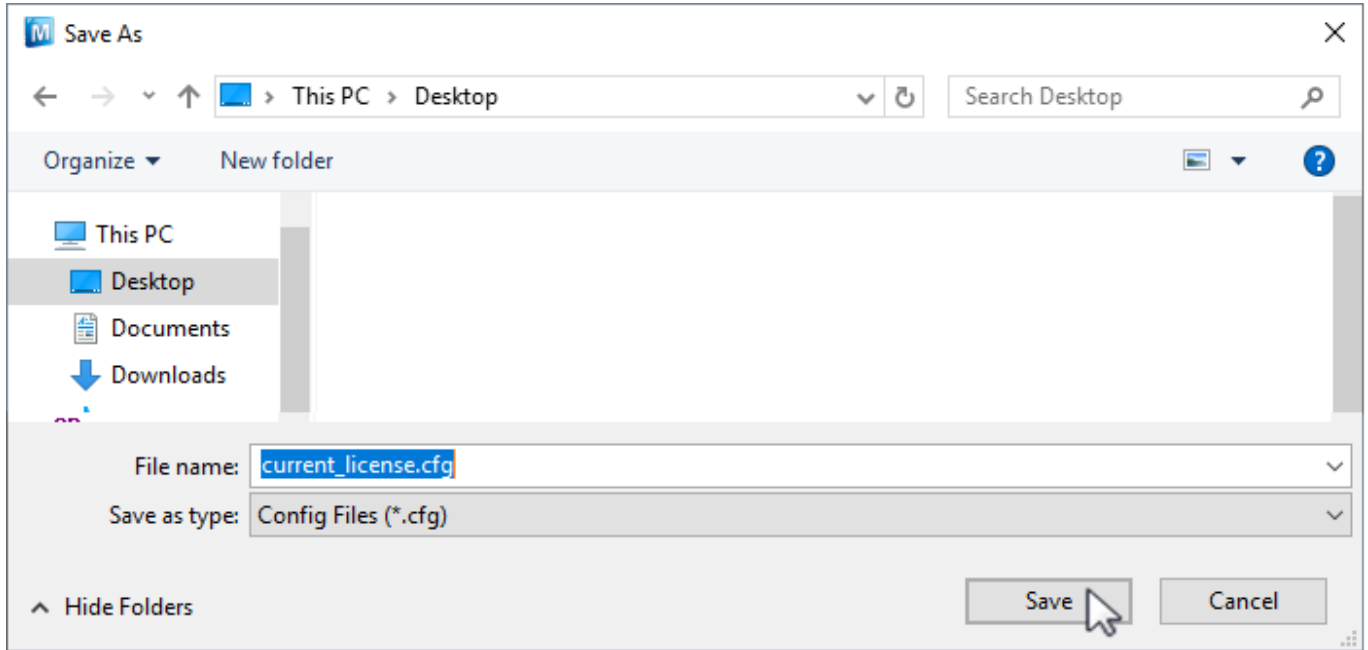 Save As
This PC > Desktop
Search Desktop
Organize
New folder
?
This PC
Desktop
Documents
Downloads
File name: current_license.cfg
Save as type: Config Files (*.cfg)
Hide Folders
Save
Cancel